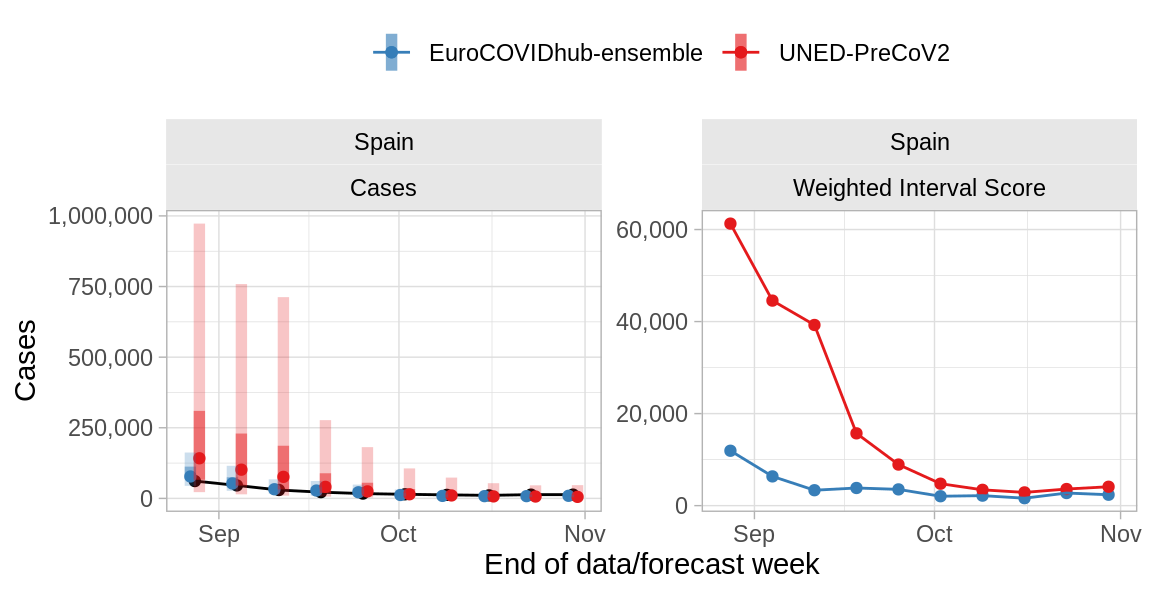 EuroCOVIDhub-ensemble UNED-PreCoV2
Spain
Cases
1,000,000
750,000
500,000
250,000
0
Cases
Sep Oct Nov
Spain
Weighted Interval Score
60,000
40,000
20,000
0
Sep Oct Nov
End of data/forecast week